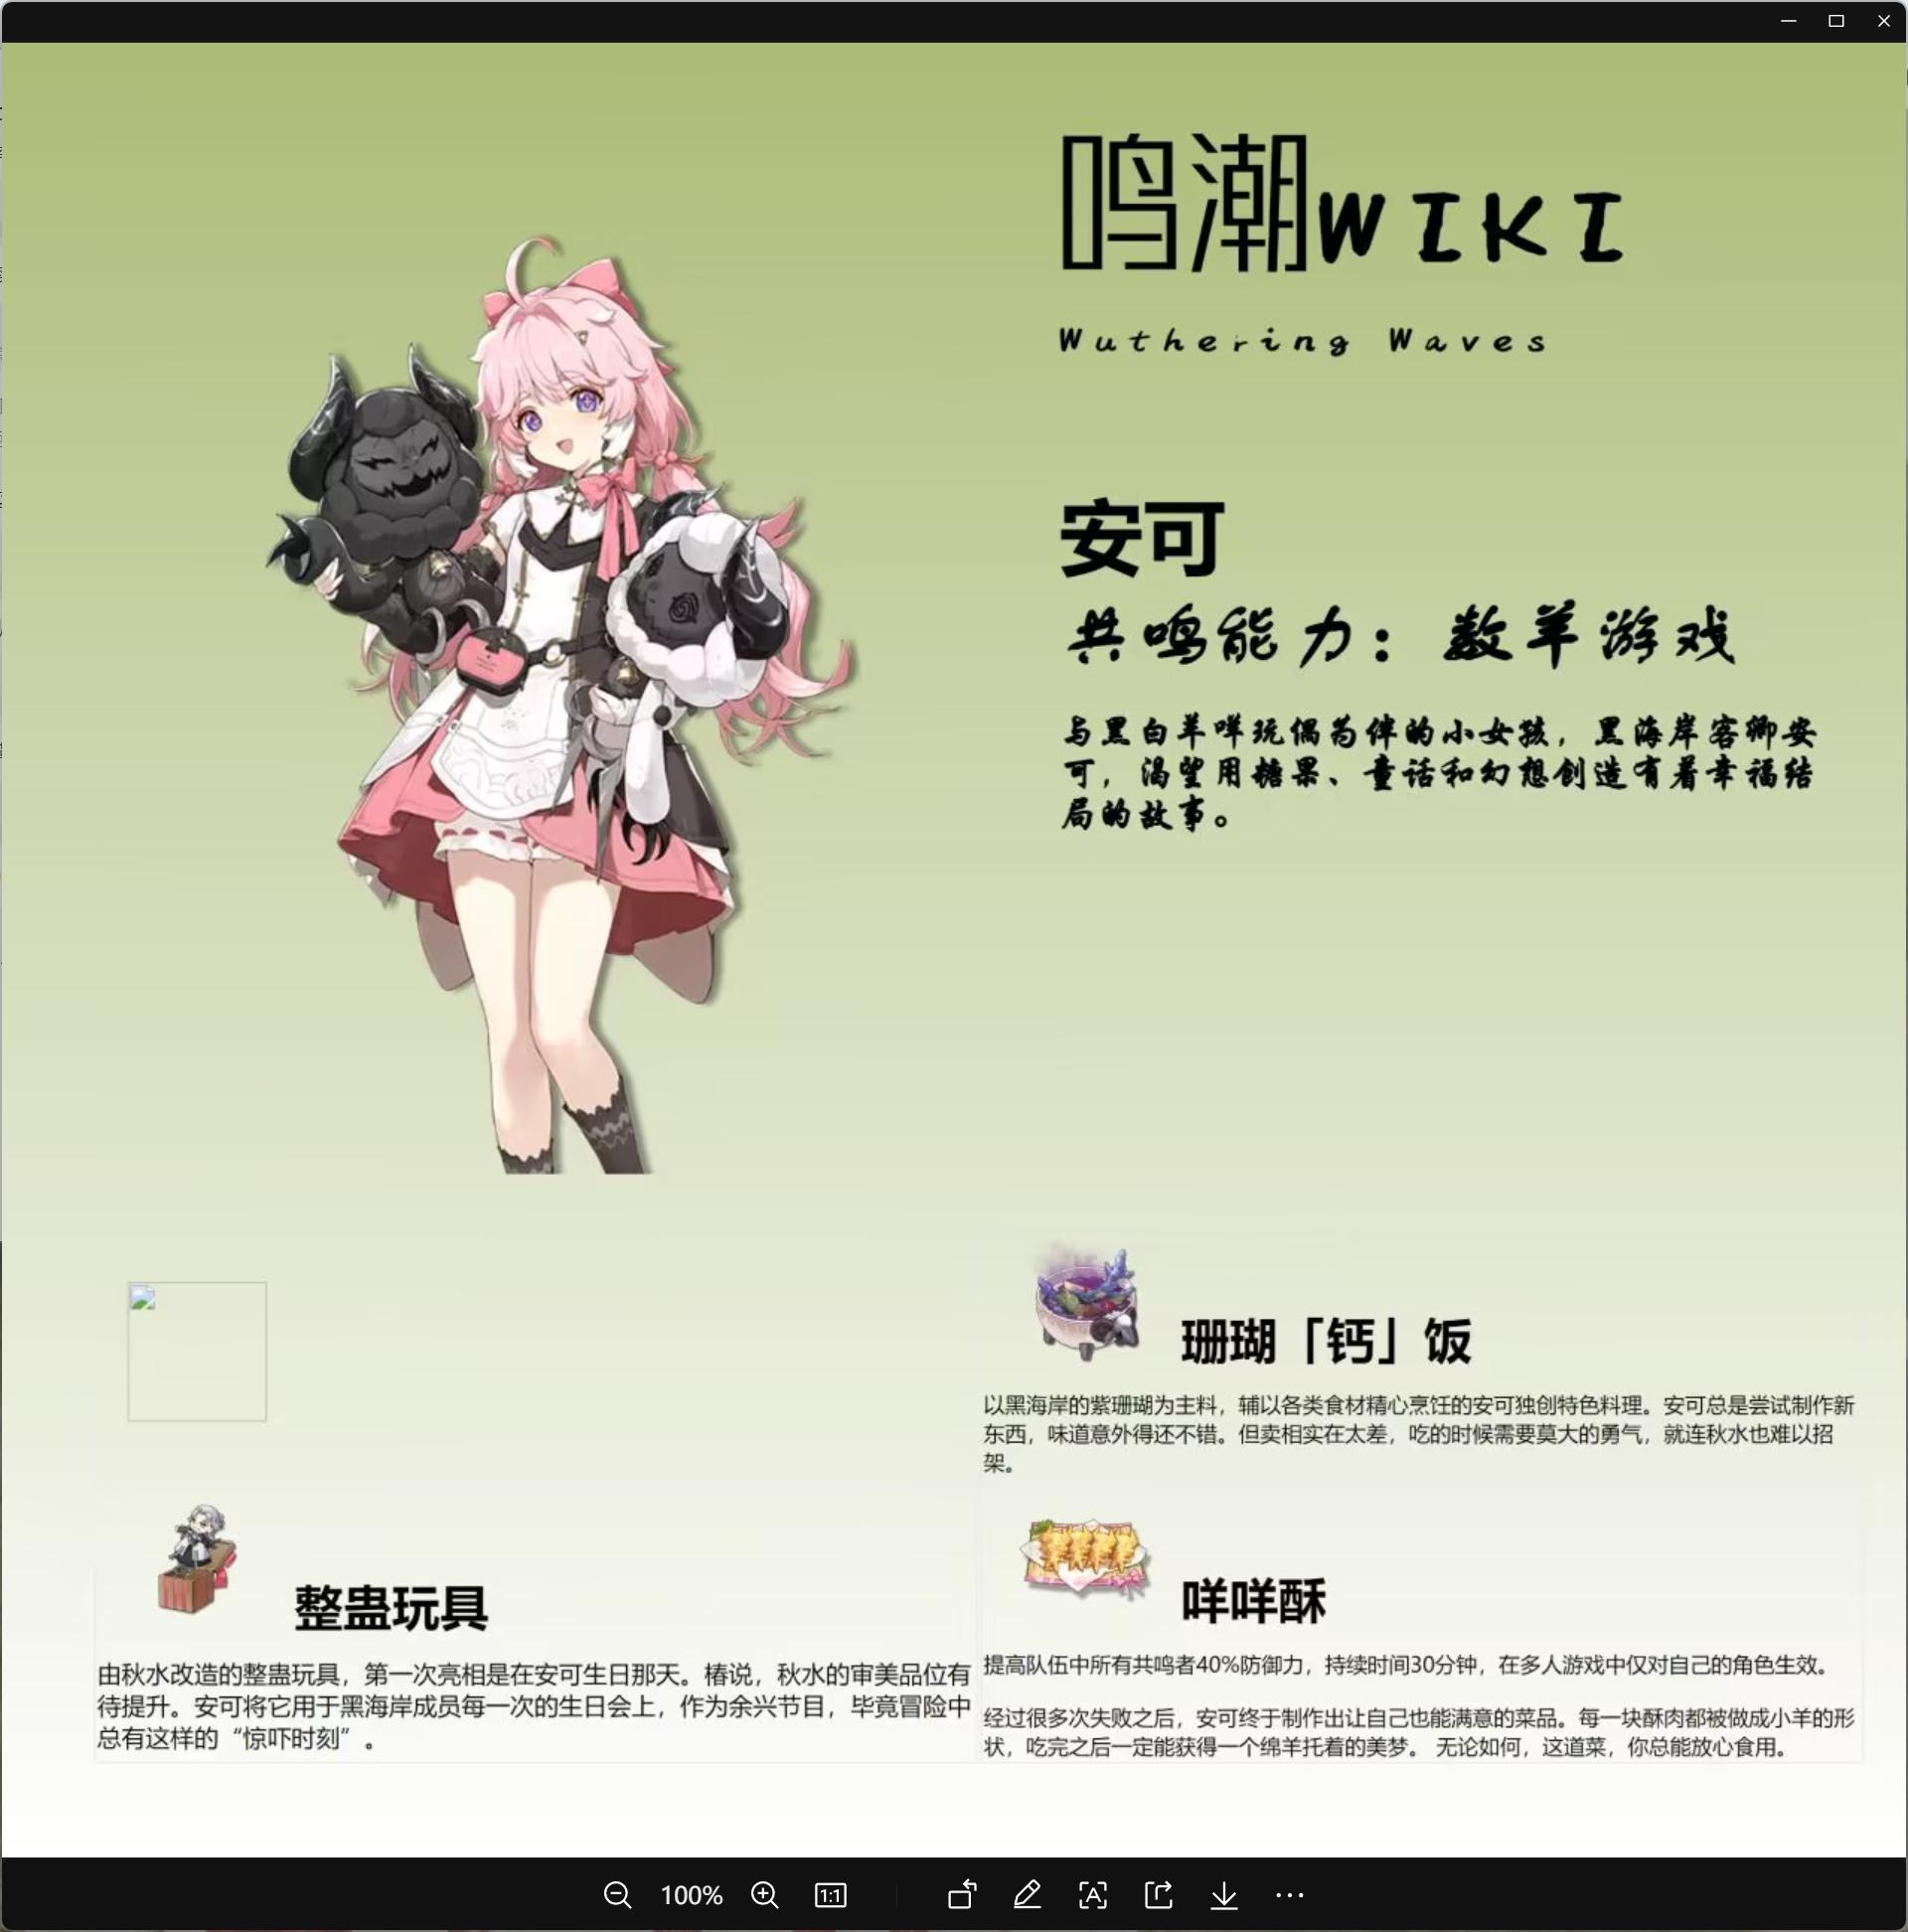 鸣潮WIKI
Wuthering Waves
安可
共鸣能力：数羊游戏
与黑白羊咩玩偶为伴的小女孩，黑海岸客卿安
可，渴望用糖果、童话和幻想创造有着幸福结
局的故事。
珊瑚「钙」饭
以黑海岸的紫珊瑚为主料，辅以各类食材精心烹饪的安可独创特色料理。安可总是尝试制作新
东西，味道意外得还不错。但卖相实在太差，吃的时候需要莫大的勇气，就连秋水也难以招
架。
整蛊玩具
由秋水改造的整蛊玩具，第一次亮相是在安可生日那天。椿说，秋水的审美品位有
待提升。安可将它用于黑海岸成员每一次的生日会上，作为余兴节目，毕竟冒险中
总有这样的“惊吓时刻”。
咩咩酥
提高队伍中所有共鸣者40%防御力，持续时间30分钟，在多人游戏中仅对自己的角色生效。
经过很多次失败之后，安可终于制作出让自己也能满意的菜品。每一块酥肉都被做成小羊的形
状，吃完之后一定能获得一个绵羊托着的美梦。 无论如何，这道菜，你总能放心食用。
100%
1:1
A